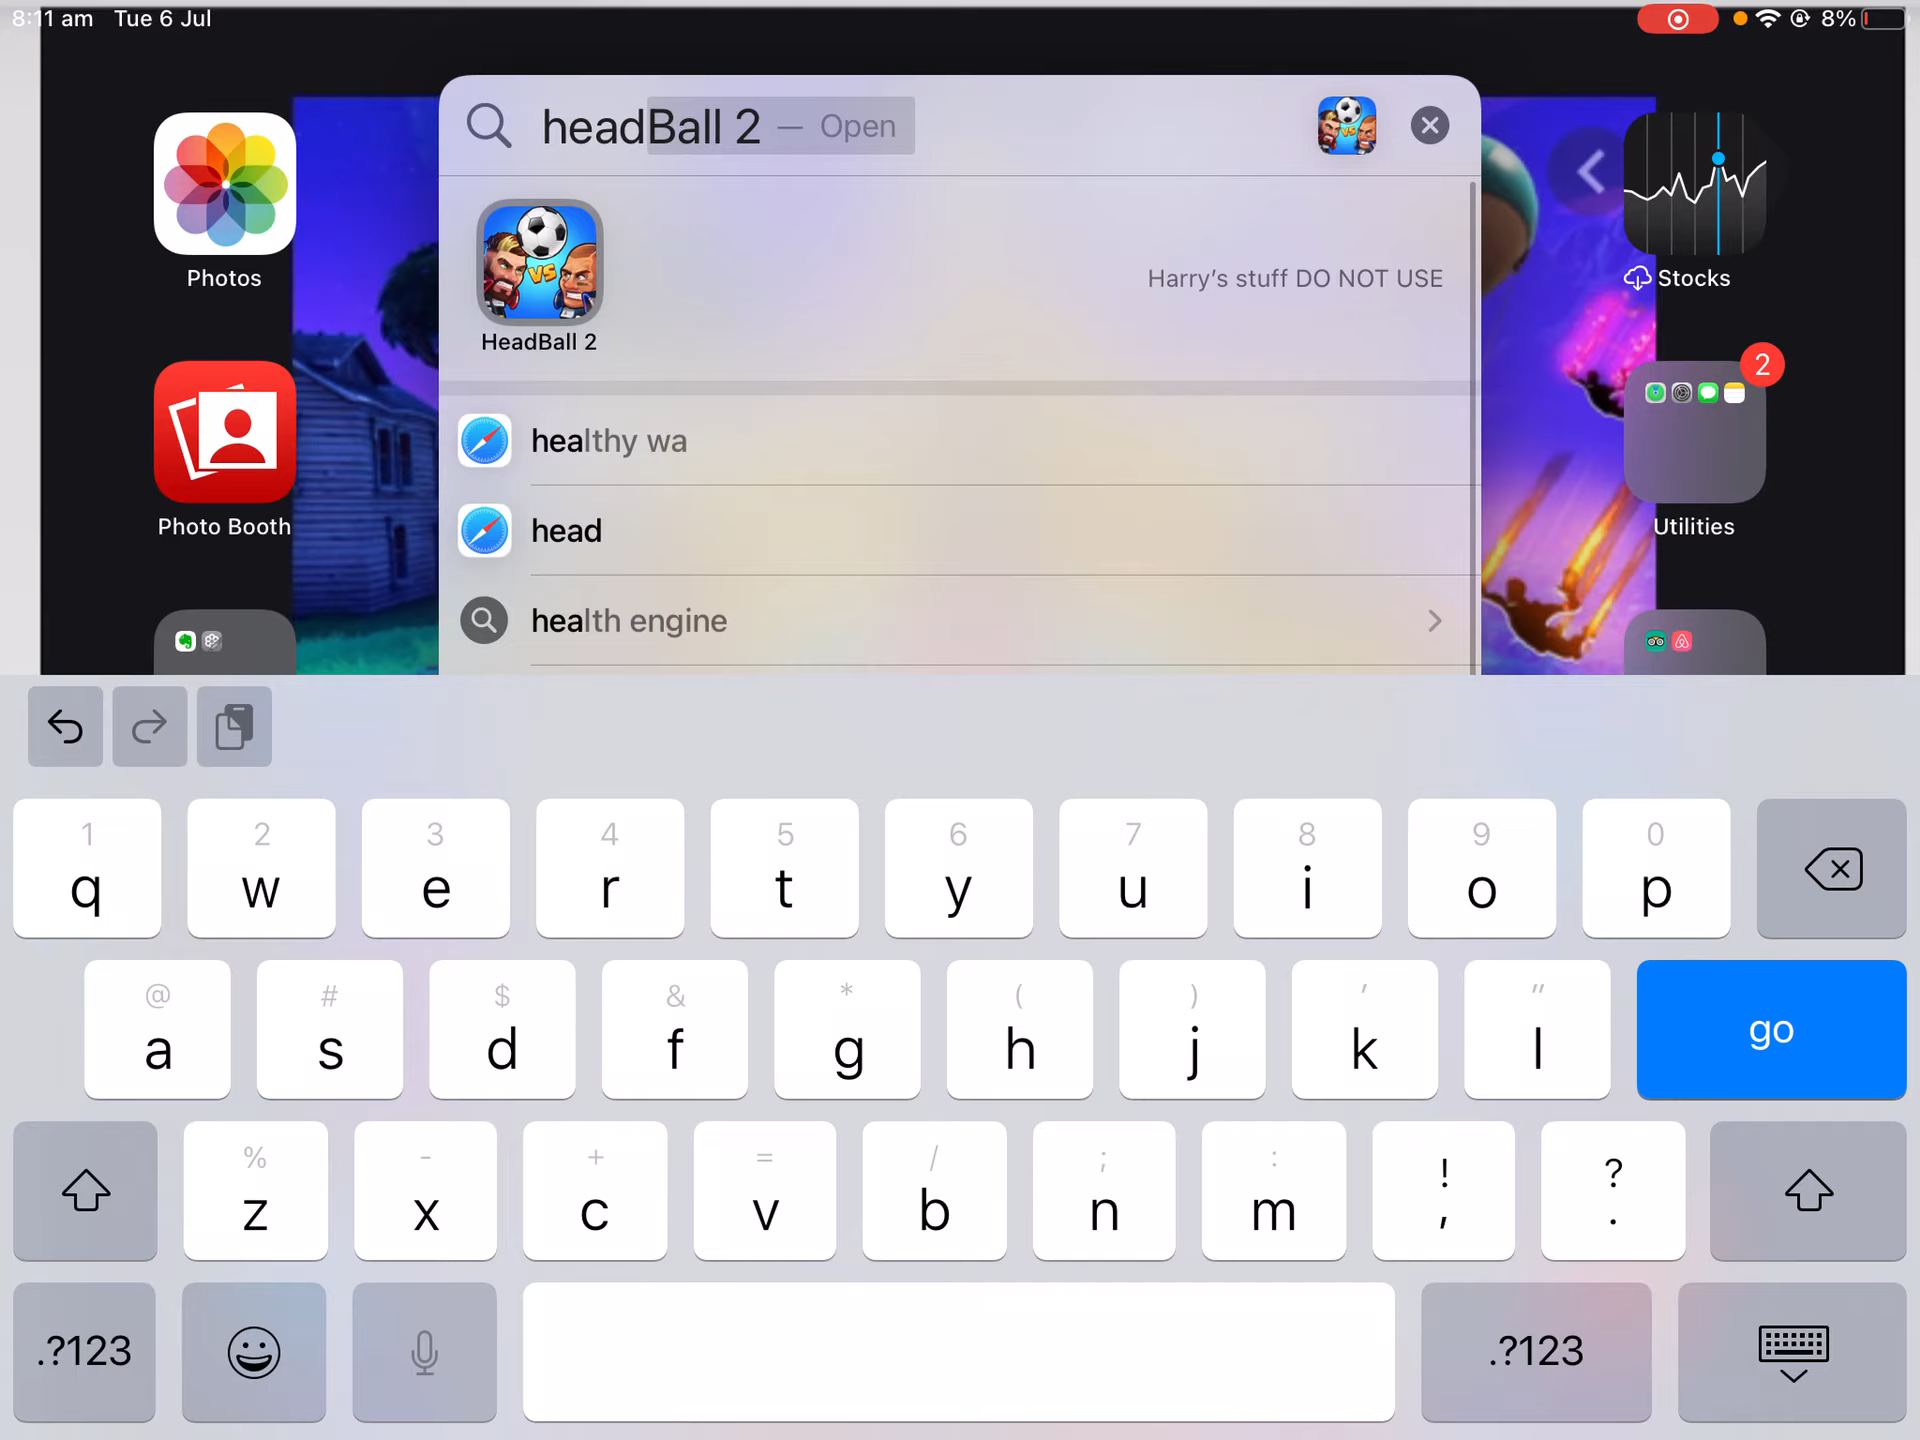 8:11 am Tue 6 Jul
8%
headBall 2 — Open
Photos
VS
HeadBall 2
Harry's stuff DO NOT USE
Stocks
healthy wa
2
Photo Booth
head
Utilities
health engine
1 2 3 4 5 6 7 8 9 0
q w e r t y u i o p
@ # $ & * ( ) ' "
a s d f g h j k l go
% - + = / ; : ! ?
z x c v b n m , .
.?123 .?123